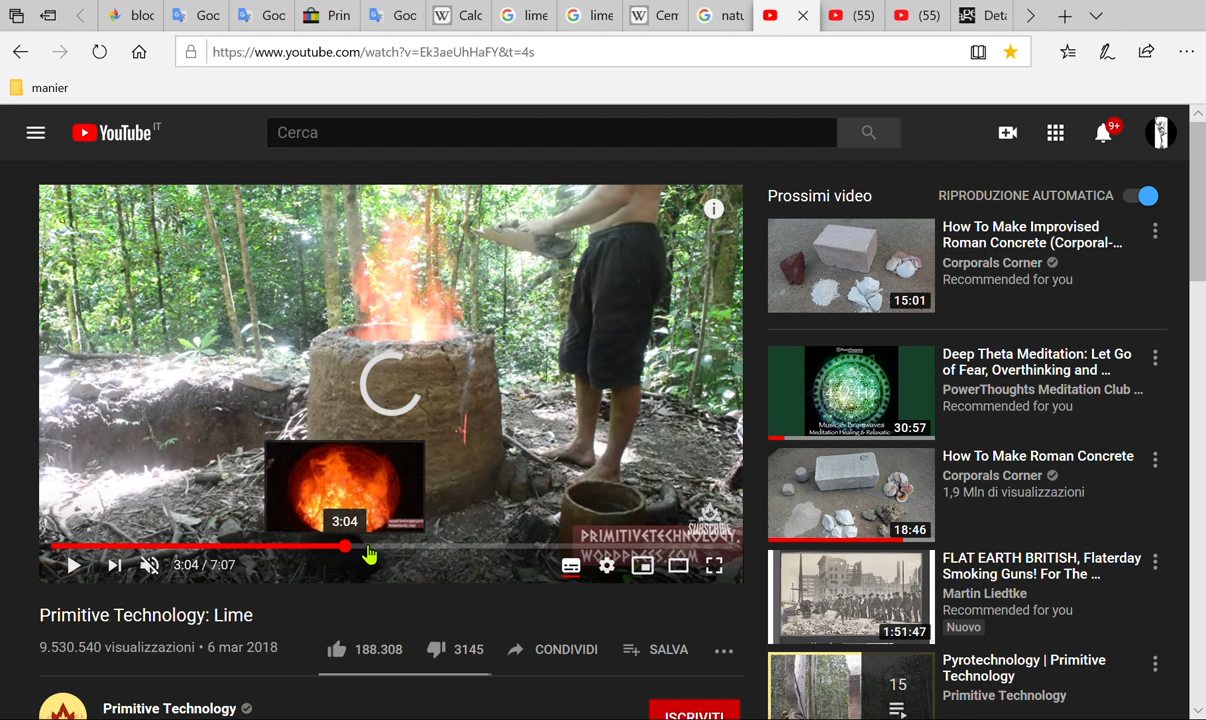 bloc
Goc
Goc
Prin
Goc
Calc
lime
lime
Cem
natu
(55)
(55)
Deta
https://www.youtube.com/watch?v=Ek3aeUhHaFY&t=4s
manier
YouTube IT
Cerca
9+
Prossimi video
RIPRODUZIONE AUTOMATICA
How To Make Improvised
Roman Concrete (Corporal-...
Corporals Corner
Recommended for you
15:01
Deep Theta Meditation: Let Go
of Fear, Overthinking and ...
PowerThoughts Meditation Club ...
Recommended for you
Music & Brainwaves
Meditation Healing & Relaxatic
30:57
How To Make Roman Concrete
Corporals Corner
1,9 Mln di visualizzazioni
18:46
FLAT EARTH BRITISH, Flaterday
Smoking Guns! For The ...
Martin Liedtke
Recommended for you
Nuovo
1:51:47
Pyrotechnology | Primitive
Technology
Primitive Technology
15
SUBSCRIBE
PRIMITIVETECHNOLOGY.
WORDPRESS.COM
3:04
3:04 / 7:07
Primitive Technology: Lime
9.530.540 visualizzazioni • 6 mar 2018
188.308
3145
CONDIVIDI
SALVA
Primitive Technology
ISCRIVITI